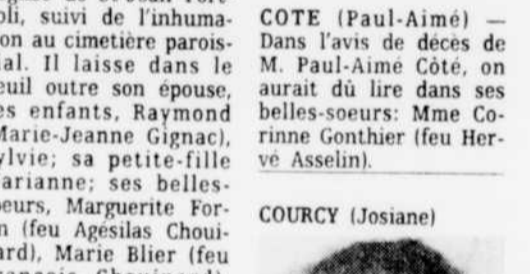 oli, suivi de l'inhuma-
on au cimetière parois-
al. Il laisse dans le
euil outre son épouse,
es enfants, Raymond
Marie-Jeanne Gignac),
ylvie; sa petite-fille
arianne; ses belles-
oeurs, Marguerite For-
n (feu Agésilas Choui-
ard), Marie Blier (feu
COTE (Paul-Aimé) —
Dans l'avis de décès de
M. Paul-Aimé Côté, on
aurait dû lire dans ses
belles-soeurs: Mme Co-
rinne Gonthier (feu Her-
vé Asselin).
COURCY (Josiane)